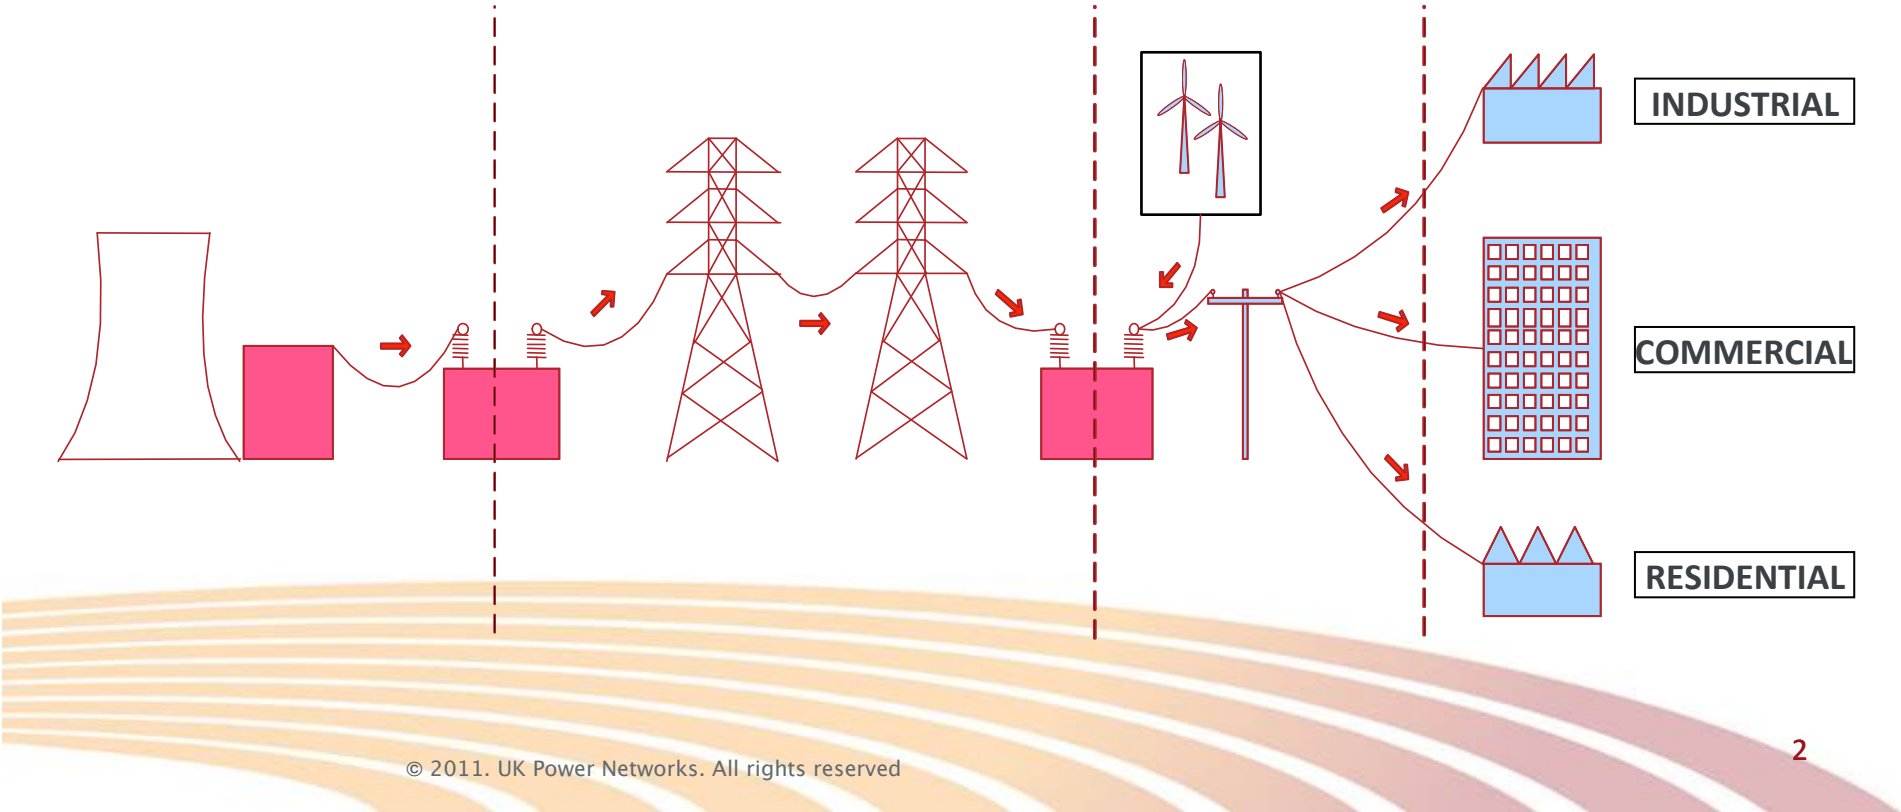 INDUSTRIAL
COMMERCIAL
RESIDENTIAL
2
© 2011. UK Power Networks. All rights reserved